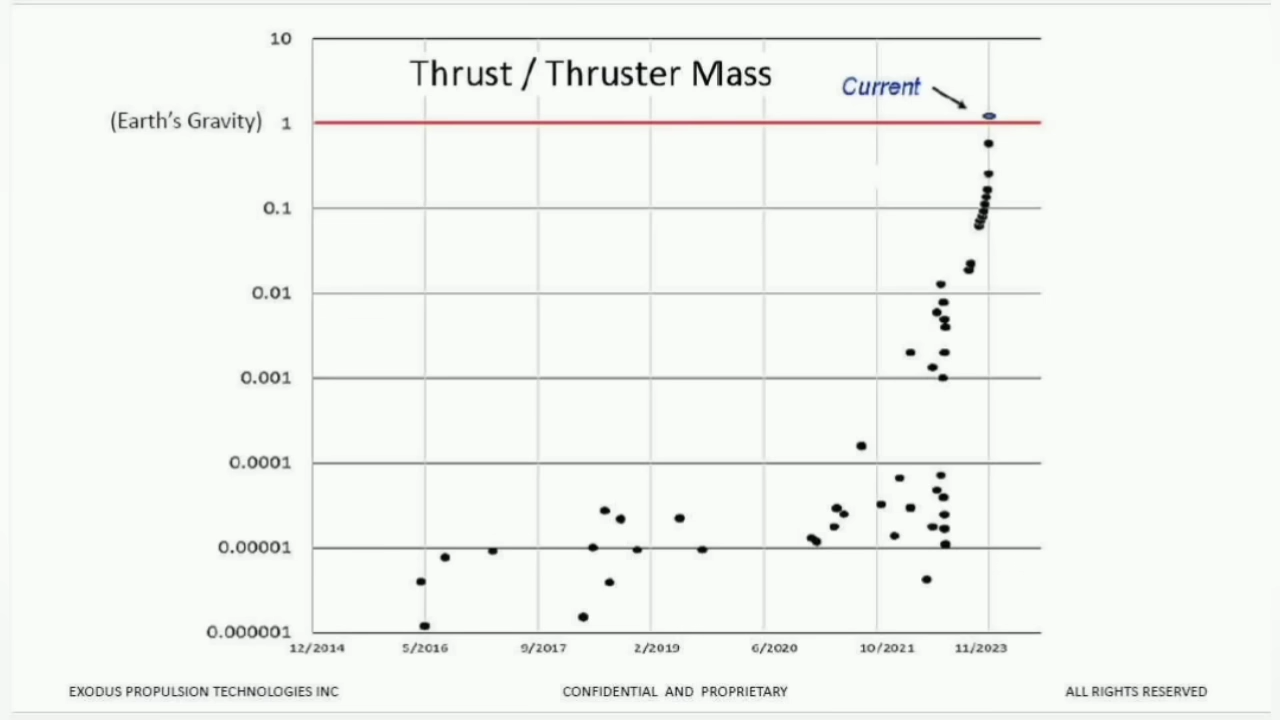 10
Thrust / Thruster Mass
Current
(Earth's Gravity) 1
0.1
0.01
0.001
0.0001
0.00001
0.000001
12/2014 5/2016 9/2017 2/2019 6/2020 10/2021 11/2023
EXODUS PROPULSION TECHNOLOGIES INC CONFIDENTIAL AND PROPRIETARY ALL RIGHTS RESERVED